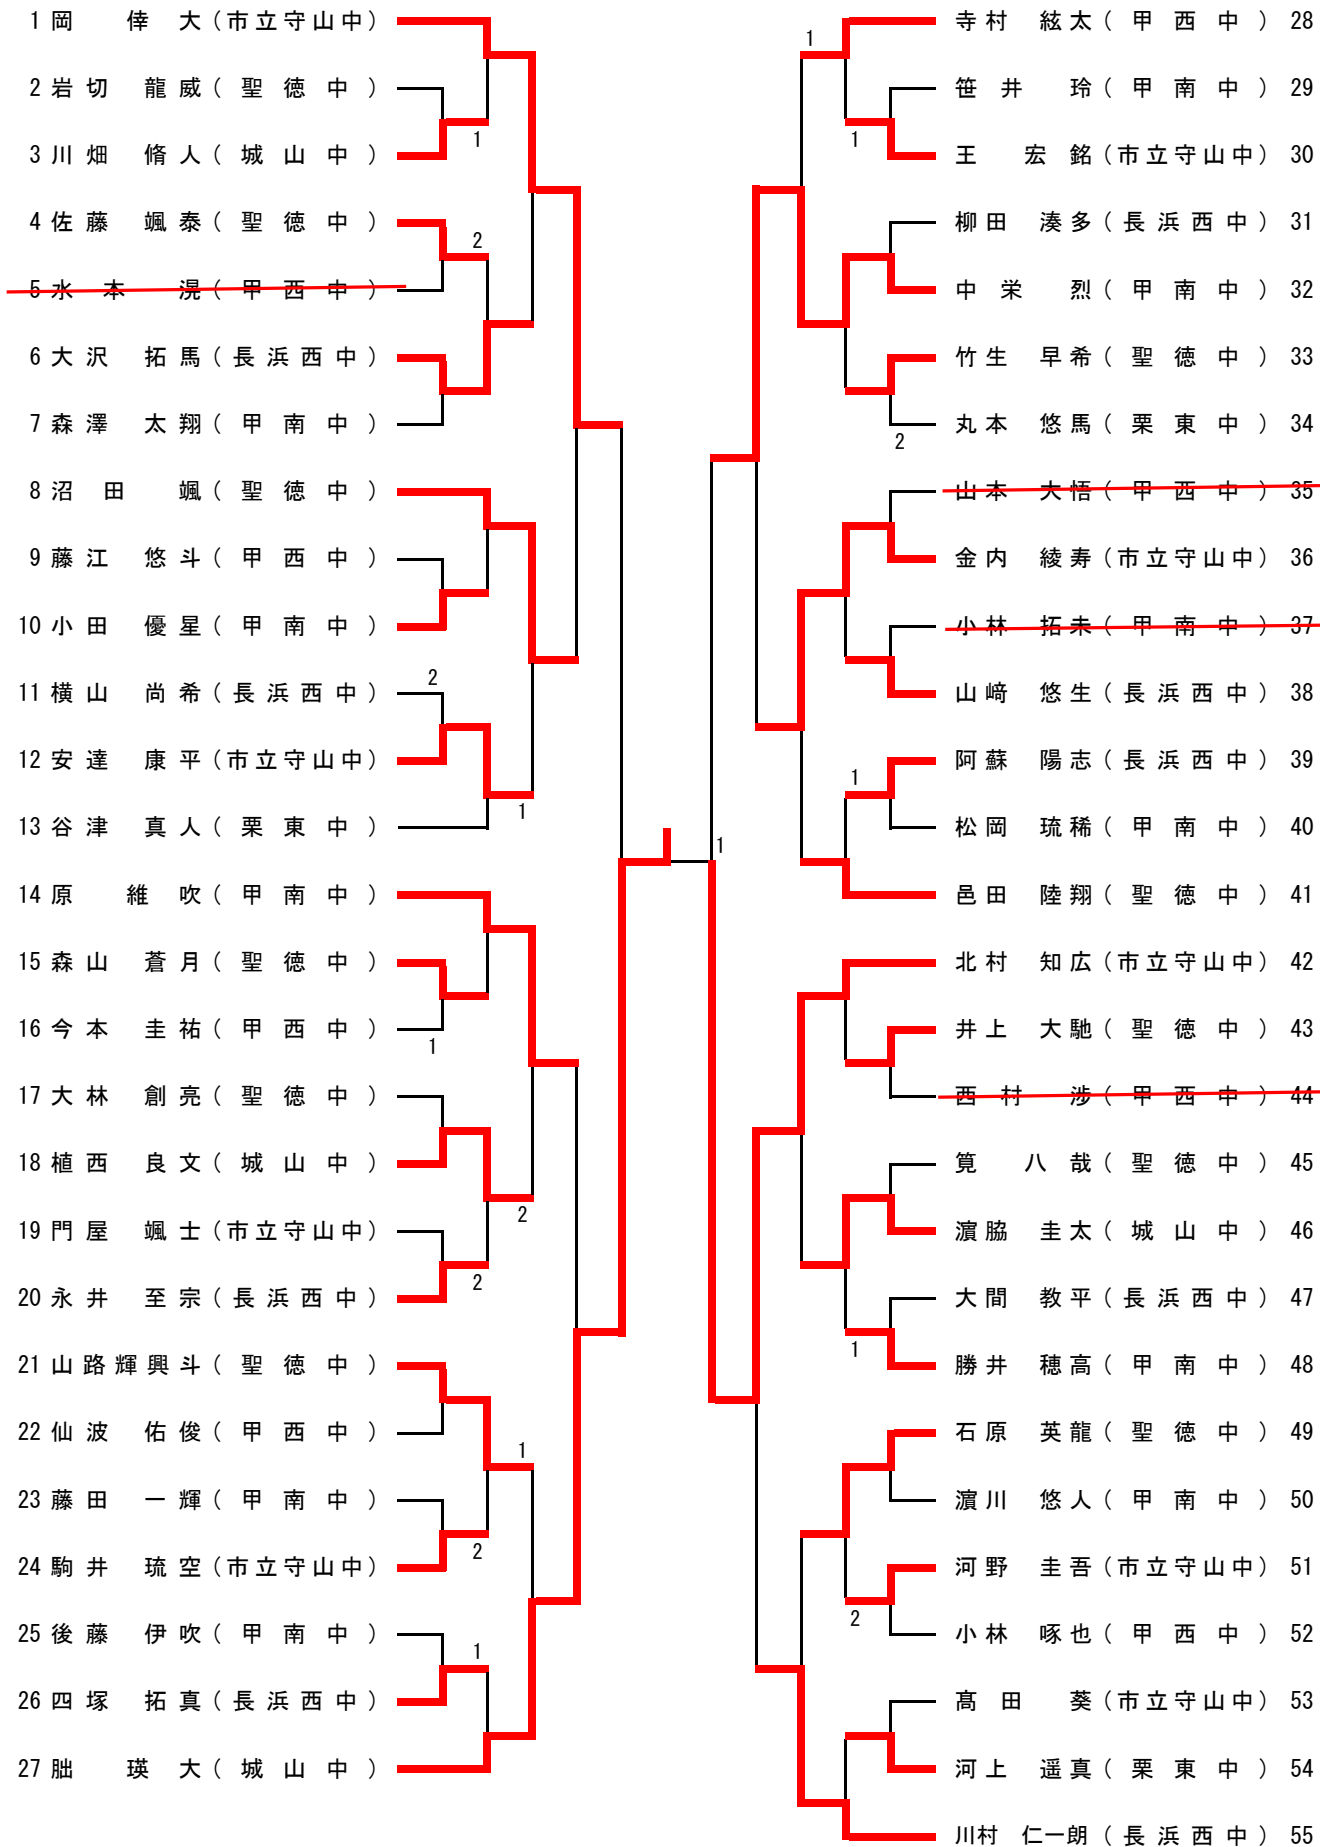 1 岡 倖 大 (市立守山中)
2 岩切 龍威 ( 聖徳中 )
1
3 川畑 脩人 ( 城山中 )
4 佐藤 颯泰 ( 聖徳中 )
2
5 水本 滉 ( 甲西中 )
6 大沢 拓馬 (長浜西中)
7 森澤 太翔 ( 甲南中 )
8 沼田 颯 ( 聖徳中 )
9 藤江 悠斗 ( 甲西中 )
10 小田 優星 ( 甲南中 )
2
11 横山 尚希 (長浜西中)
12 安達 康平 (市立守山中)
1
13 谷津 真人 ( 栗東中 )
14 原 維吹 ( 甲南中 )
15 森山 蒼月 ( 聖徳中 )
16 今本 圭祐 ( 甲西中 )
1
17 大林 創亮 ( 聖徳中 )
18 植西 良文 ( 城山中 )
2
19 門屋 颯士 (市立守山中)
2
20 永井 至宗 (長浜西中)
21 山路輝興斗 ( 聖徳中 )
22 仙波 佑俊 ( 甲西中 )
1
23 藤田 一輝 ( 甲南中 )
2
24 駒井 琉空 (市立守山中)
25 後藤 伊吹 ( 甲南中 )
1
26 四塚 拓真 (長浜西中)
27 朏 瑛大 ( 城山中 )
1
寺村 絃太 ( 甲西中 ) 28
1
笹井 玲 ( 甲南中 ) 29
1
王 宏銘 (市立守山中) 30
柳田 湊多 (長浜西中) 31
中栄 烈 ( 甲南中 ) 32
竹生 早希 ( 聖徳中 ) 33
丸本 悠馬 ( 栗東中 ) 34
2
山本 大悟 ( 甲西中 ) 35
金内 綾寿 (市立守山中) 36
小林 拓未 ( 甲南中 ) 37
山﨑 悠生 (長浜西中) 38
阿蘇 陽志 (長浜西中) 39
1
松岡 琉稀 ( 甲南中 ) 40
邑田 陸翔 ( 聖徳中 ) 41
北村 知広 (市立守山中) 42
井上 大馳 ( 聖徳中 ) 43
西村 渉 ( 甲西中 ) 44
筧 八哉 ( 聖徳中 ) 45
濵脇 圭太 ( 城山中 ) 46
大間 教平 (長浜西中) 47
1
勝井 穂高 ( 甲南中 ) 48
石原 英龍 ( 聖徳中 ) 49
濵川 悠人 ( 甲南中 ) 50
河野 圭吾 (市立守山中) 51
2
小林 啄也 ( 甲西中 ) 52
髙田 葵 (市立守山中) 53
河上 遥真 ( 栗東中 ) 54
川村 仁一朗 (長浜西中) 55